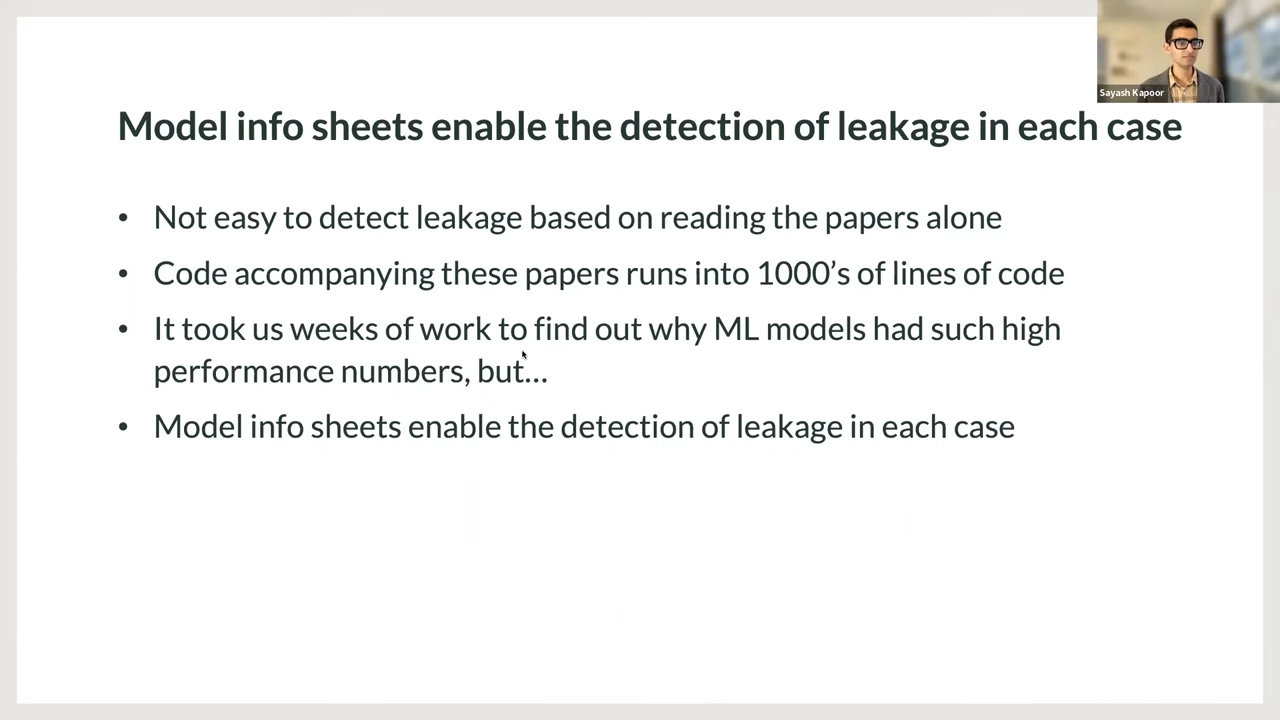 Sayash Kapoor
Model info sheets enable the detection of leakage in each case
• Not easy to detect leakage based on reading the papers alone
• Code accompanying these papers runs into 1000’s of lines of code
• It took us weeks of work to find out why ML models had such high
performance numbers, but…
• Model info sheets enable the detection of leakage in each case